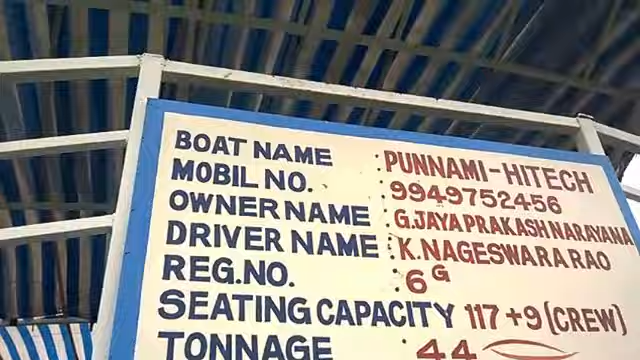 BOAT NAME : PUNNAMI-HITECH
MOBIL NO. : 9949752456
OWNER NAME : G.JAYA PRAKASH NARAYANA
DRIVER NAME : K.NAGESWARA RAO
REG.NO. : 6G
SEATING CAPACITY 117+9 (CREW)
TONNAGE : 44